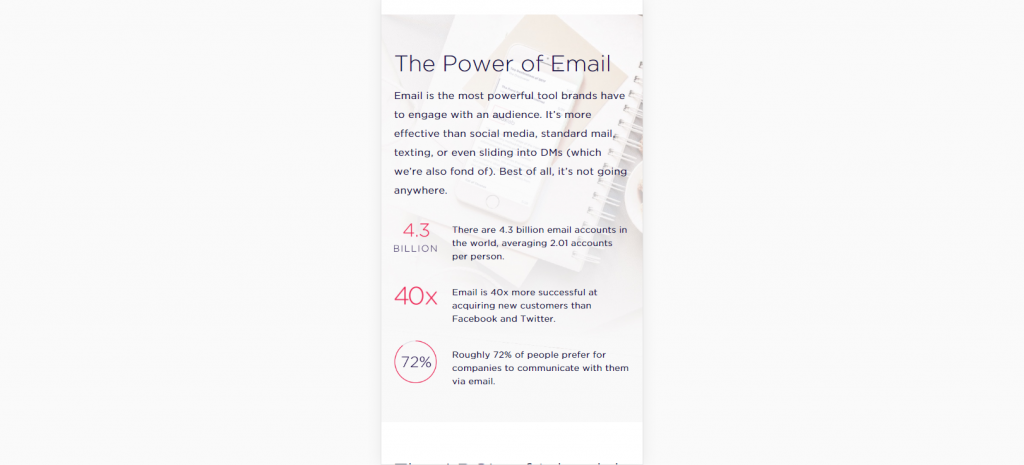 The Power of Email
Email is the most powerful tool brands have
to engage with an audience. It's more
effective than social media, standard mail,
texting, or even sliding into DMs (which
we're also fond of). Best of all, it's not going
anywhere.
4.3
BILLION
There are 4.3 billion email accounts in
the world, averaging 2.01 accounts
per person.
40x
Email is 40x more successful at
acquiring new customers than
Facebook and Twitter.
72%
Roughly 72% of people prefer for
companies to communicate with them
via email.